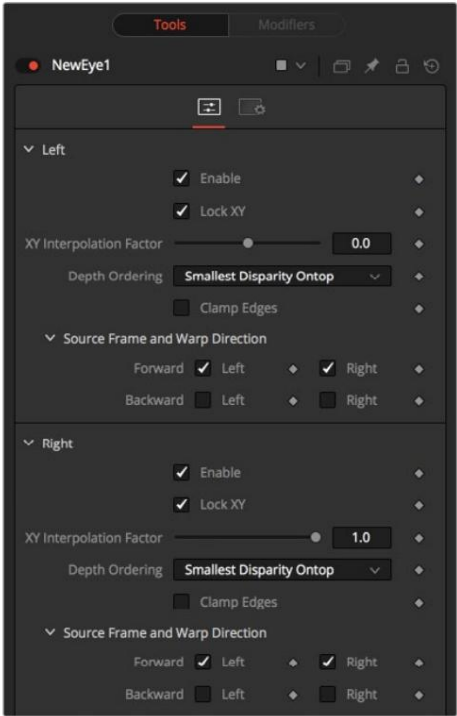 Tools Modifiers
NewEye1
Left
Enable
Lock XY
XY Interpolation Factor 0.0
Depth Ordering Smallest Disparity Ontop
Clamp Edges
Source Frame and Warp Direction
Forward Left Right
Backward Left Right
Right
Enable
Lock XY
XY Interpolation Factor 1.0
Depth Ordering Smallest Disparity Ontop
Clamp Edges
Source Frame and Warp Direction
Forward Left Right
Backward Left Right